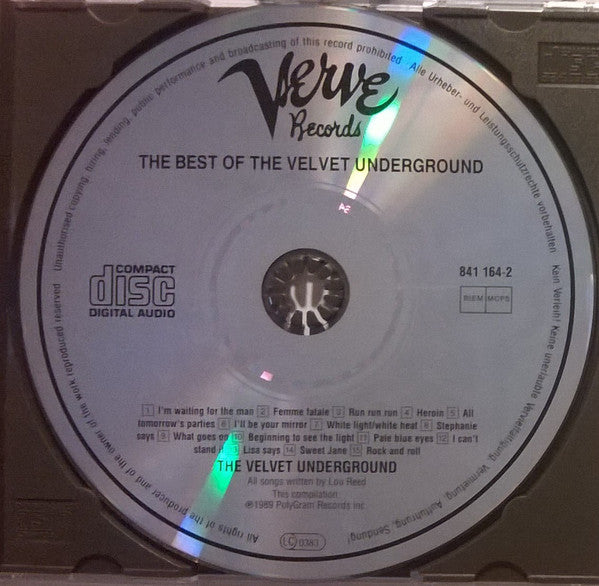 Unauthorised copying, hiring, lending, public performance and broadcasting of this record prohibited
Alle Urheber- und Leistungsschutzrechte vorbehalten
Kein Verleih! Keine unerlaubte Vervielfältigung, Vermietung, Aufführung, Sendung!
All rights of the producer and of the owner of the work reproduced reserved
Verve
Records
THE BEST OF THE VELVET UNDERGROUND
COMPACT
disc
DIGITAL AUDIO
841 164-2
BIEM MCPS
1 I'm waiting for the man 2 Femme fatale 3 Run run run 4 Heroin 5 All
tomorrow's parties 6 I'll be your mirror 7 White light/white heat 8 Stephanie
says 9 What goes on 10 Beginning to see the light 11 Pale blue eyes 12 I can't
stand it 13 Lisa says 14 Sweet Jane 15 Rock and roll
THE VELVET UNDERGROUND
All songs written by Lou Reed
This compilation
℗1989 PolyGram Records Inc
LC 0383